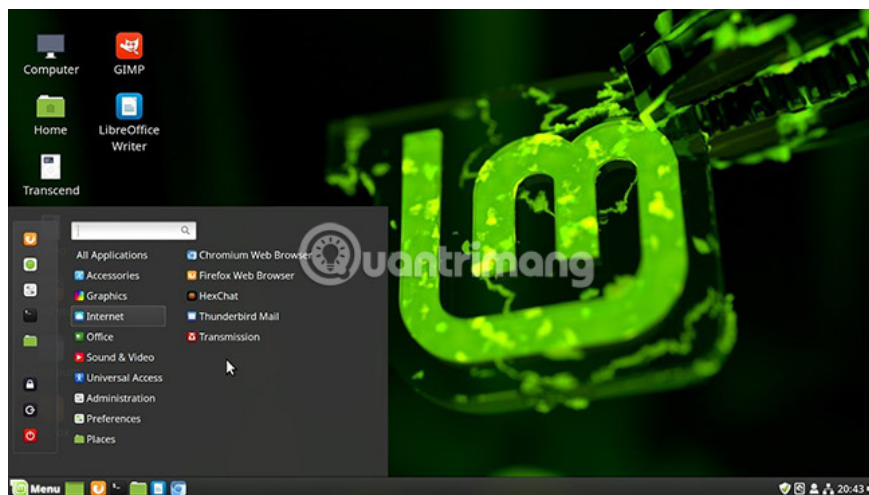 Computer
GIMP
Home
LibreOffice
Writer
Transcend
All Applications
Accessories
Graphics
Internet
Office
Sound & Video
Universal Access
Administration
Preferences
Places
Chromium Web Browser
Firefox Web Browser
HexChat
Thunderbird Mail
Transmission
Quantrimang
Menu
20:43